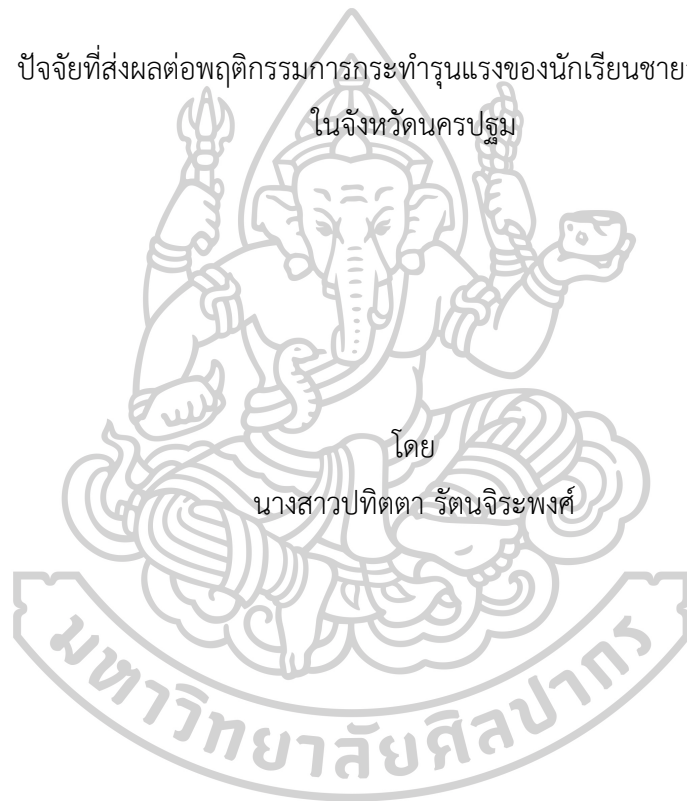 ปัจจัยที่ส่งผลต่อพฤติกรรมการกระทำรุนแรงของนักเรียนชาย
ในจังหวัดนครปฐม
โดย
นางสาวปทิตตา รัตนจิระพงศ์
มหาวิทยาลัยศิลปากร